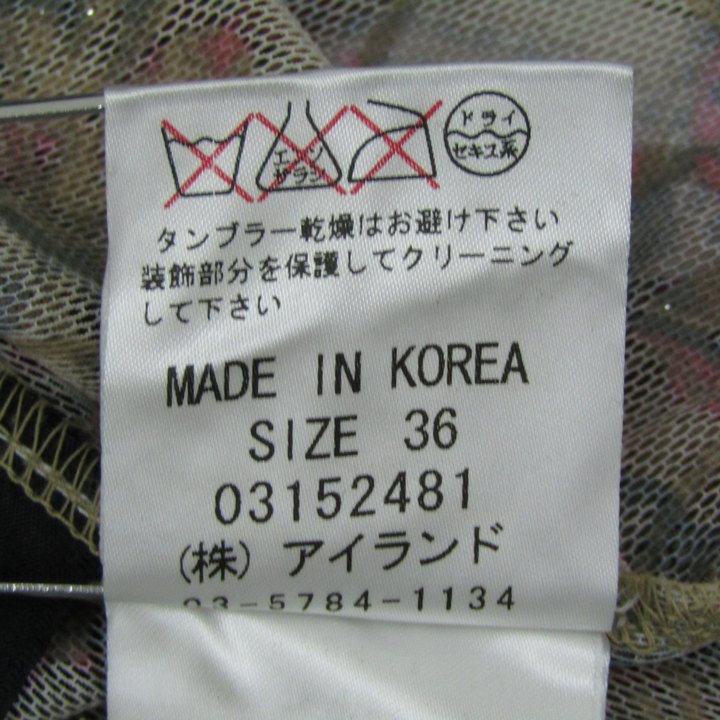 エンソ
サラシ
ドライ
セキユ系
タンブラー乾燥はお避け下さい
装飾部分を保護してクリーニング
して下さい
MADE IN KOREA
SIZE 36
03152481
(株) アイランド
03-5784-1134